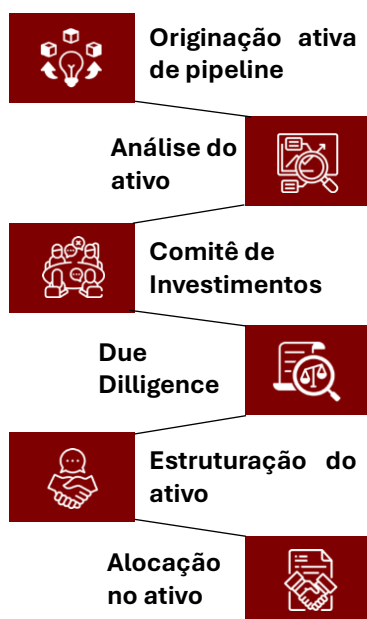 Originação ativa
de pipeline
Análise do
ativo
Comitê de
Investimentos
Due
Dilligence
Estruturação do
ativo
Alocação
no ativo